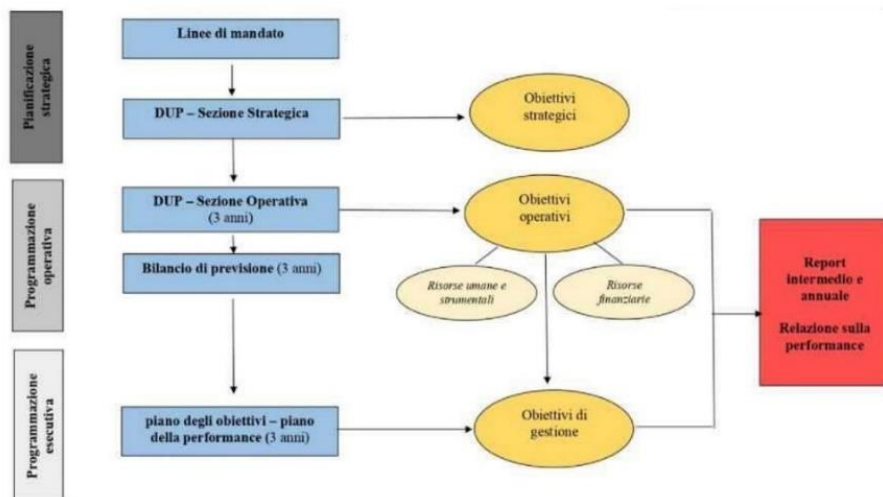 Pianificazione
strategica
Linee di mandato
DUP – Sezione Strategica
Obiettivi
strategici
Programmazione
operativa
DUP – Sezione Operativa
(3 anni)
Obiettivi
operativi
Bilancio di previsione (3 anni)
Risorse umane e
strumentali
Risorse
finanziarie
Report
intermedio e
annuale
Relazione sulla
performance
Programmazione
esecutiva
piano degli obiettivi – piano
della performance (3 anni)
Obiettivi di
gestione